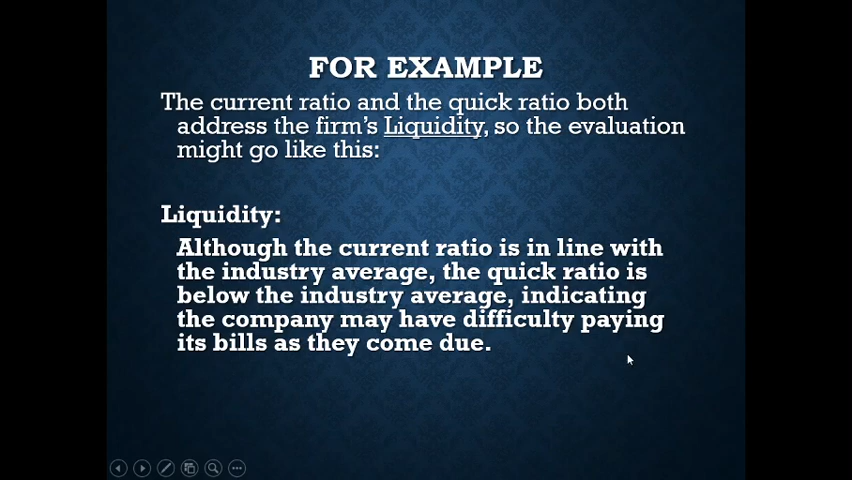 FOR EXAMPLE
The current ratio and the quick ratio both
address the firm's Liquidity, so the evaluation
might go like this:
Liquidity:
Although the current ratio is in line with
the industry average, the quick ratio is
below the industry average, indicating
the company may have difficulty paying
its bills as they come due.